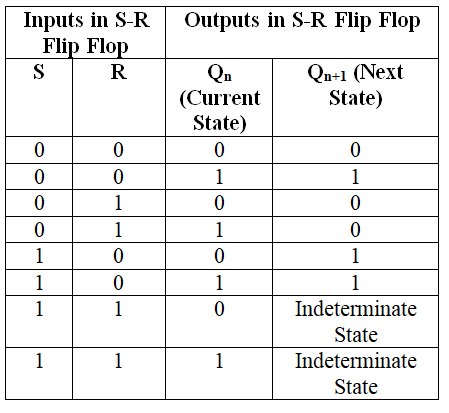 Inputs in S-R Outputs in S-R Flip Flop
Flip Flop
S R Qn Qn+1 (Next
(Current State)
State)
0 0 0 0
0 0 1 1
0 1 0 0
0 1 1 0
1 0 0 1
1 0 1 1
1 1 0 Indeterminate
State
1 1 1 Indeterminate
State